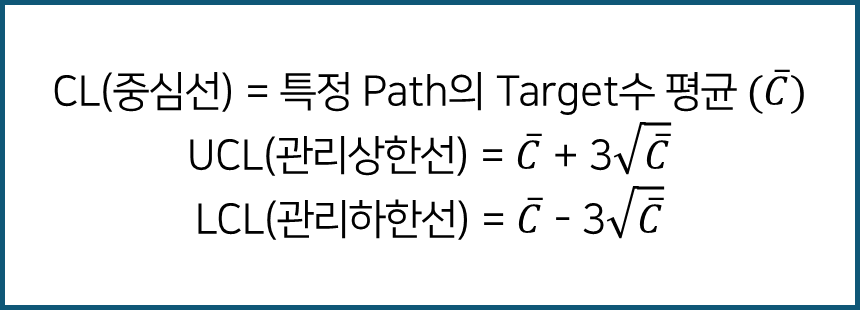 CL(중심선) = 특정 Path의 Target수 평균 (C̄)
UCL(관리상한선) = C̄ + 3√C̄
LCL(관리하한선) = C̄ - 3√C̄